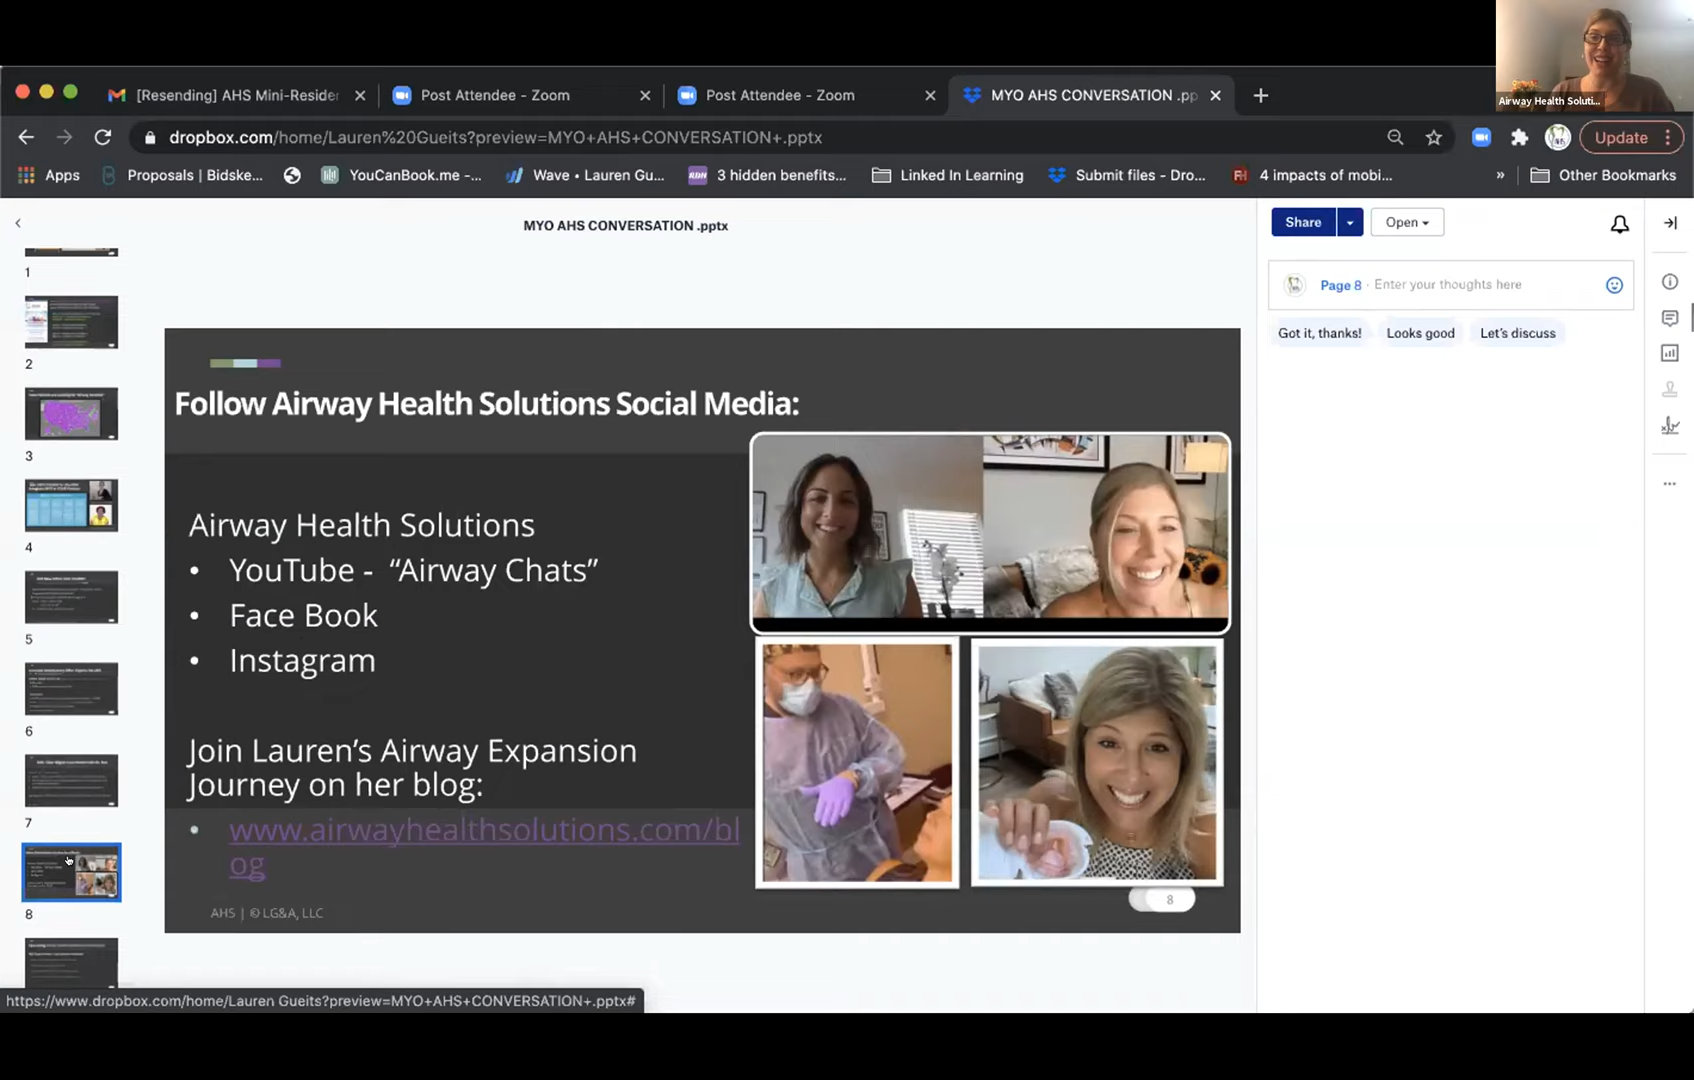 Airway Health Soluti...
[Resending] AHS Mini-Reside
Post Attendee - Zoom
Post Attendee - Zoom
MYO AHS CONVERSATION .pp
dropbox.com/home/Lauren%20Gueits?preview=MYO+AHS+CONVERSATION+.pptx
Update
Apps
Proposals | Bidske...
YouCanBook.me -...
Wave • Lauren Gu...
RDH
3 hidden benefits...
Linked In Learning
Submit files - Dro...
4 impacts of mobi...
»
Other Bookmarks
MYO AHS CONVERSATION .pptx
Share
Open
Page 8 · Enter your thoughts here
Got it, thanks!
Looks good
Let's discuss
1
2
3
4
5
6
7
8
Follow Airway Health Solutions Social Media:
Airway Health Solutions
• YouTube - “Airway Chats”
• Face Book
• Instagram
Join Lauren’s Airway Expansion
Journey on her blog:
• www.airwayhealthsolutions.com/bl
og
AHS | © LG&A, LLC
8
https://www.dropbox.com/home/Lauren Gueits?preview=MYO+AHS+CONVERSATION+.pptx#